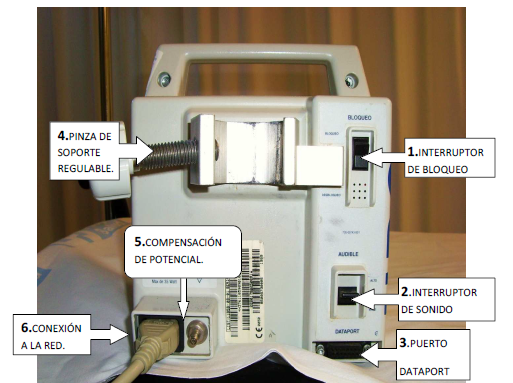 4.PINZA DE
SOPORTE
REGULABLE.
BLOQUEO
1.INTERRUPTOR
DE BLOQUEO
5.COMPENSACIÓN
DE POTENCIAL.
AUDIBLE
2.INTERRUPTOR
DE SONIDO
6.CONEXIÓN
A LA RED.
V
DATAPORT
3.PUERTO
DATAPORT